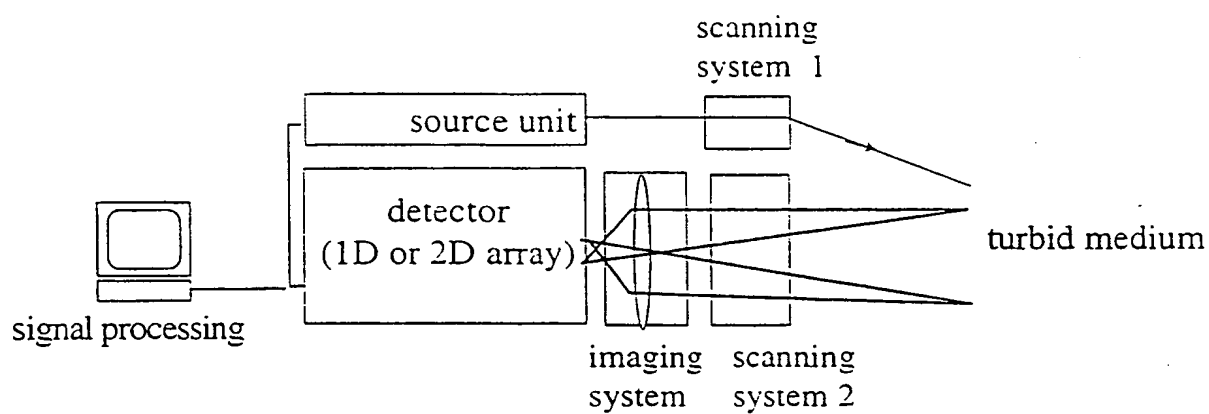 scanning
system 1
source unit
detector
(1D or 2D array)
turbid medium
signal processing
imaging
system
scanning
system 2